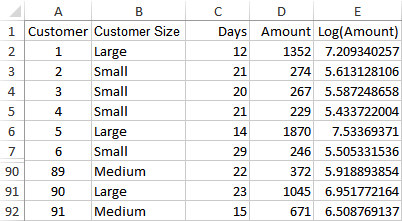 A B C D E
1 Customer Customer Size Days Amount Log(Amount)
2 1 Large 12 1352 7.209340257
3 2 Small 21 274 5.613128106
4 3 Small 20 267 5.587248658
5 4 Small 21 229 5.433722004
6 5 Large 14 1870 7.53369371
7 6 Small 29 246 5.505331536
90 89 Medium 22 372 5.918893854
91 90 Large 23 1045 6.951772164
92 91 Medium 15 671 6.508769137